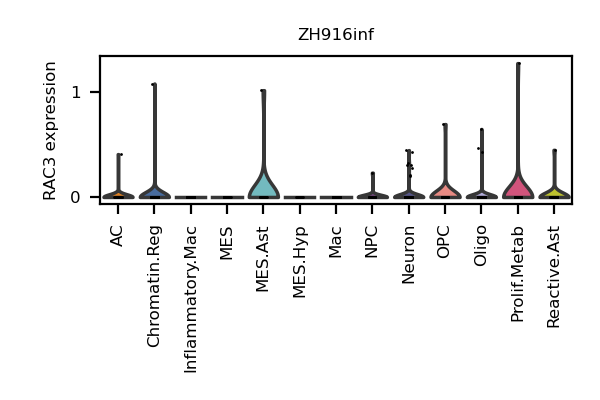 ZH916inf
RAC3 expression
1
0
AC
Chromatin.Reg
Inflammatory.Mac
MES
MES.Ast
MES.Hyp
Mac
NPC
Neuron
OPC
Oligo
Prolif.Metab
Reactive.Ast